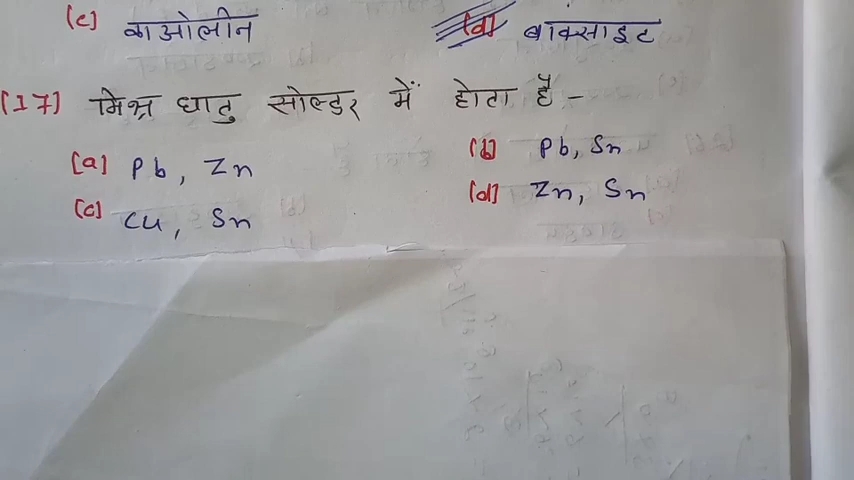 (c) काओलीन (d) बाक्साइट
(17) मिश्र धातु सोल्डर में होता है -
(a) Pb, Zn (b) Pb, Sn
(c) Cu, Sn (d) Zn, Sn